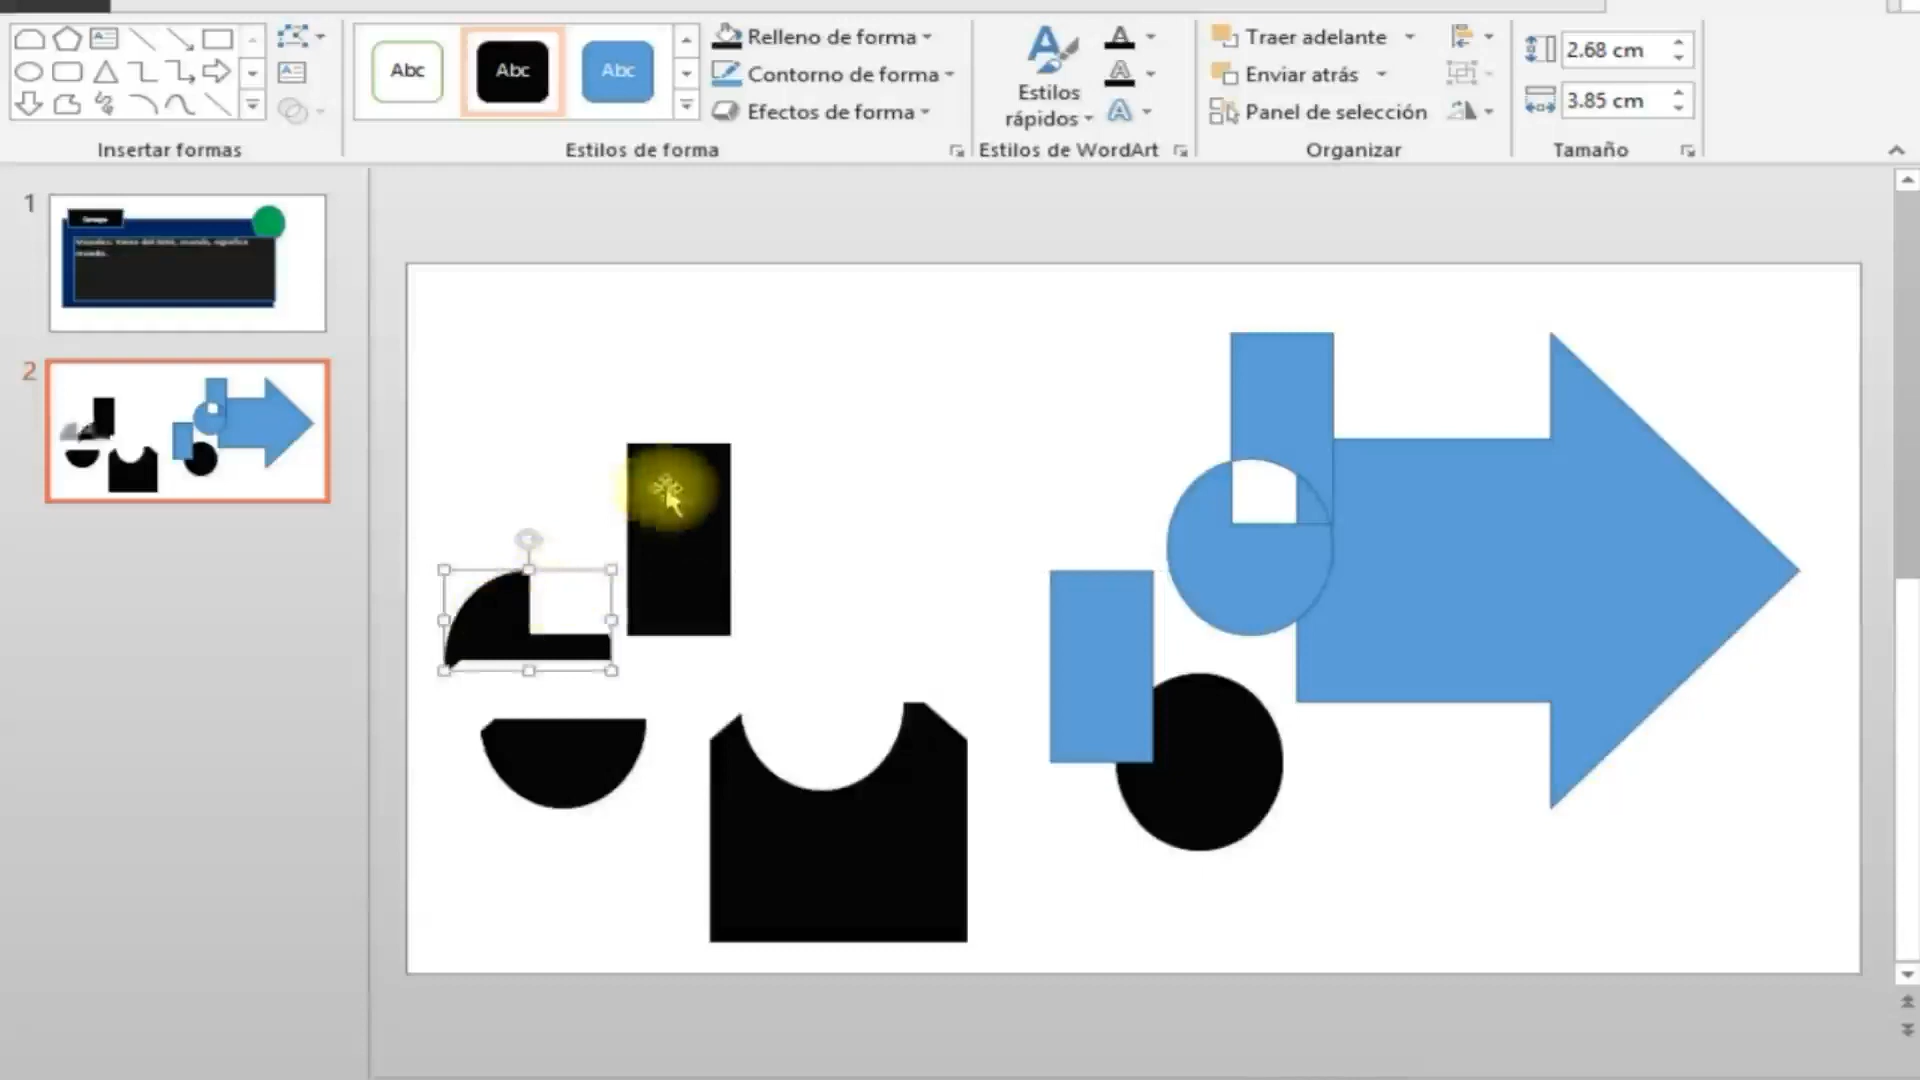 Abc
Abc
Abc
Relleno de forma
Contorno de forma
Efectos de forma
Estilos
rápidos
Traer adelante
Enviar atrás
Panel de selección
2.68 cm
3.85 cm
Insertar formas
Estilos de forma
Estilos de WordArt
Organizar
Tamaño
1
2